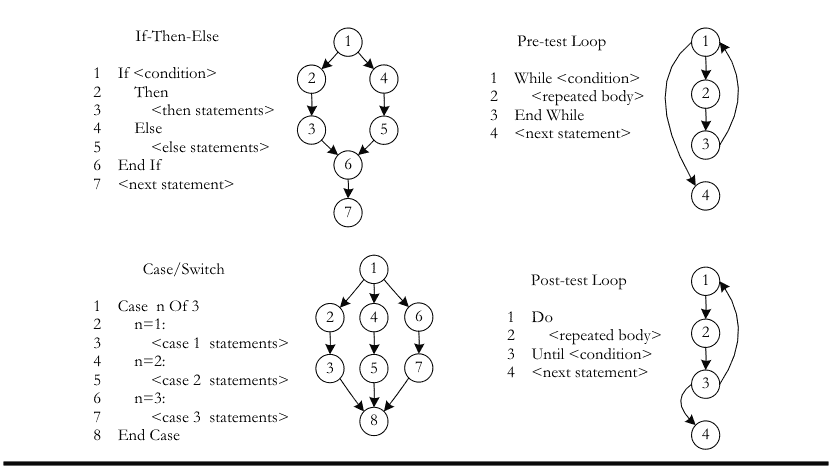 If-Then-Else
1 If <condition>
2 Then
3 <then statements>
4 Else
5 <else statements>
6 End If
7 <next statement>
1
2 4
3 5
6
7
Pre-test Loop
1 While <condition>
2 <repeated body>
3 End While
4 <next statement>
1
2
3
4
Case/Switch
1 Case n Of 3
2 n=1:
3 <case 1 statements>
4 n=2:
5 <case 2 statements>
6 n=3:
7 <case 3 statements>
8 End Case
1
2 4 6
3 5 7
8
Post-test Loop
1 Do
2 <repeated body>
3 Until <condition>
4 <next statement>
1
2
3
4